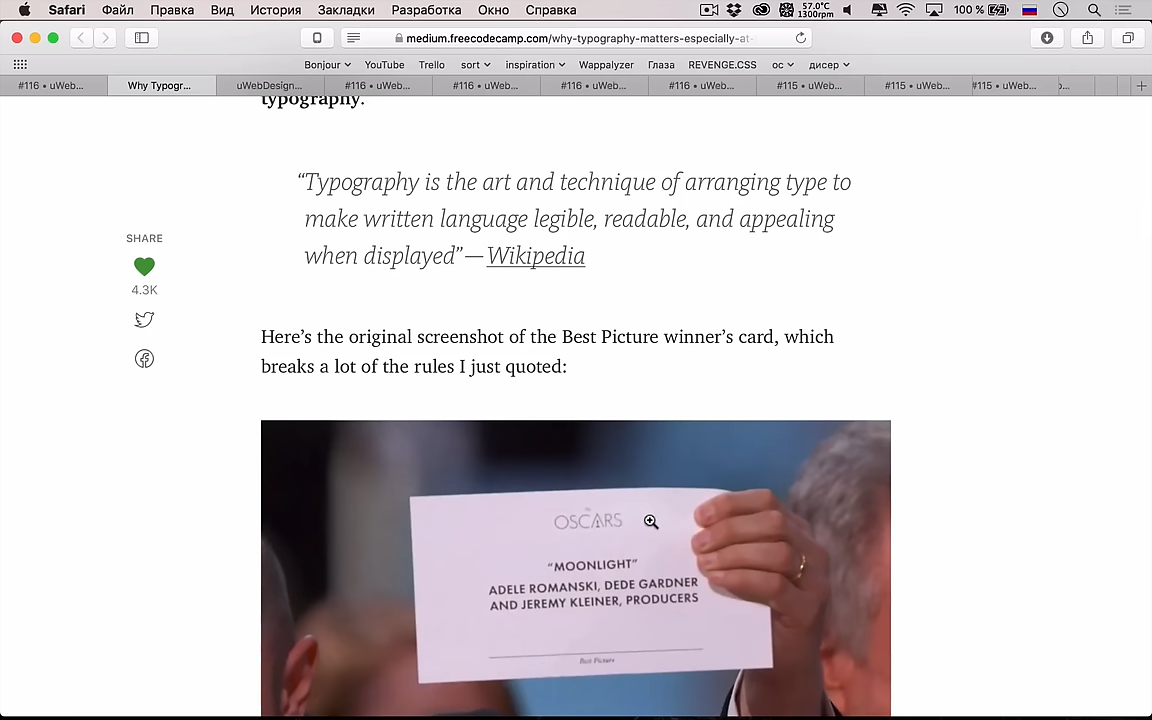 Safari Файл Правка Вид История Закладки Разработка Окно Справка 57.0°C 1300rpm 100 %
medium.freecodecamp.com/why-typography-matters-especially-at-
Bonjour YouTube Trello sort inspiration Wappalyzer Глаза REVENGE.CSS ос дисер
#116 • uWeb... Why Typogr... uWebDesign... #116 • uWeb... #116 • uWeb... #116 • uWeb... #116 • uWeb... #115 • uWeb... #115 • uWeb... #115 • uWeb...
typography.
“Typography is the art and technique of arranging type to
make written language legible, readable, and appealing
when displayed”—Wikipedia
SHARE
4.3K
Here’s the original screenshot of the Best Picture winner’s card, which
breaks a lot of the rules I just quoted:
The
OSCARS
“MOONLIGHT”
ADELE ROMANSKI, DEDE GARDNER
AND JEREMY KLEINER, PRODUCERS
Best Picture